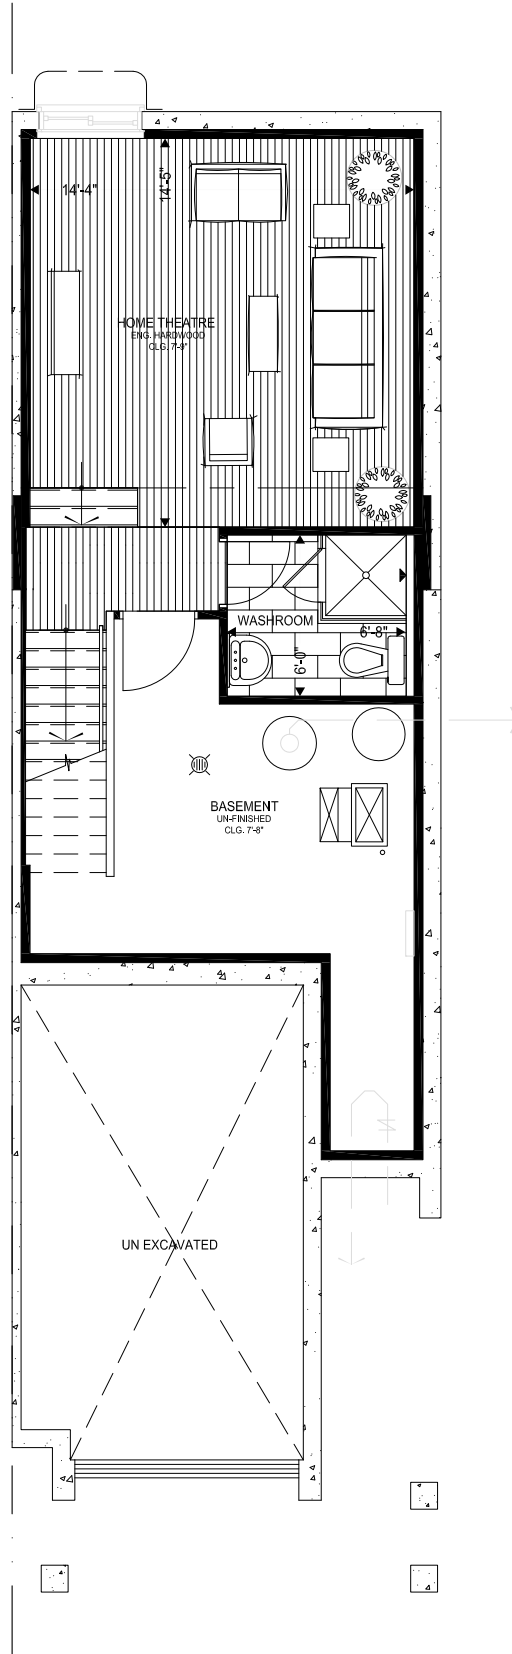 14'-4"
14'-5"
HOME THEATRE
ENG. HARDWOOD
CLG. 7'-9"
WASHROOM
6'-8"
6'-0"
BASEMENT
UN-FINISHED
CLG. 7'-8"
UN EXCAVATED